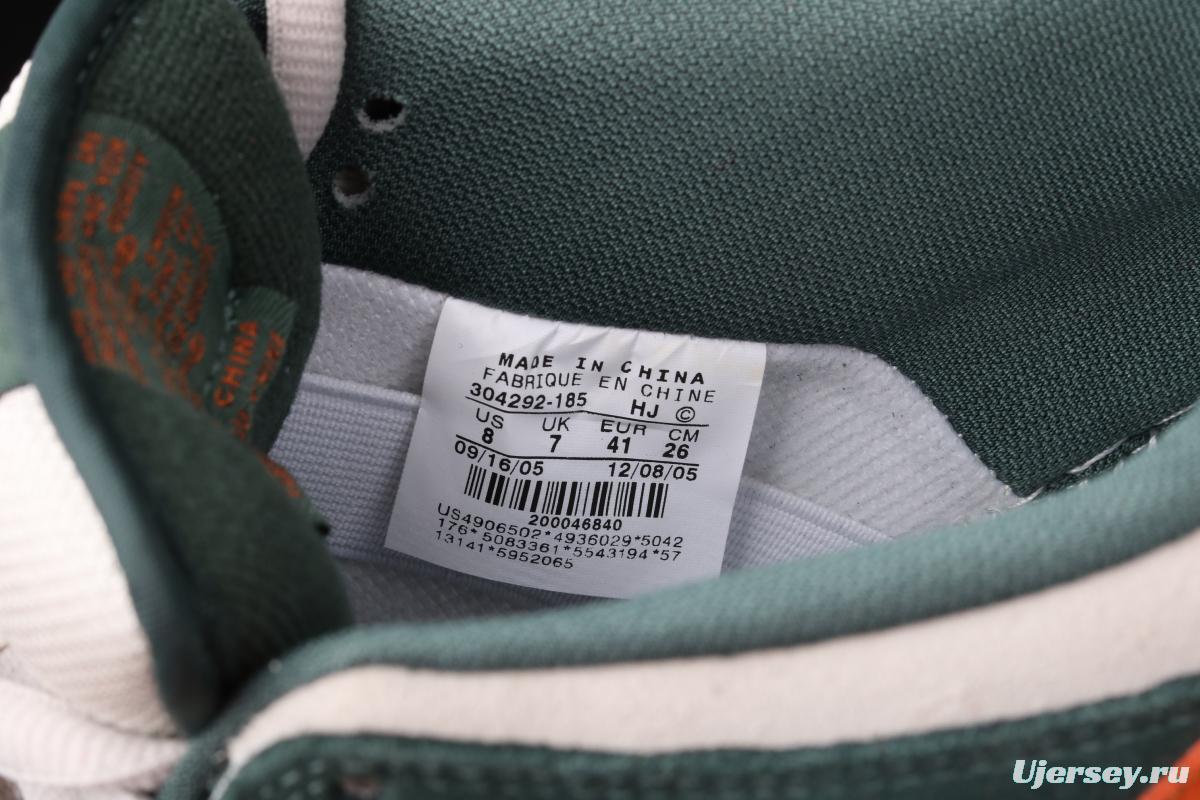 MADE IN CHINA
FABRIQUE EN CHINE
304292-185 HJ ©
US UK EUR CM
8 7 41 26
09/16/05 12/08/05
200046840
US4906502*4936029*5042
176*5083361*5543194*57
13141*5952065
CHINA
Ujersey.ru